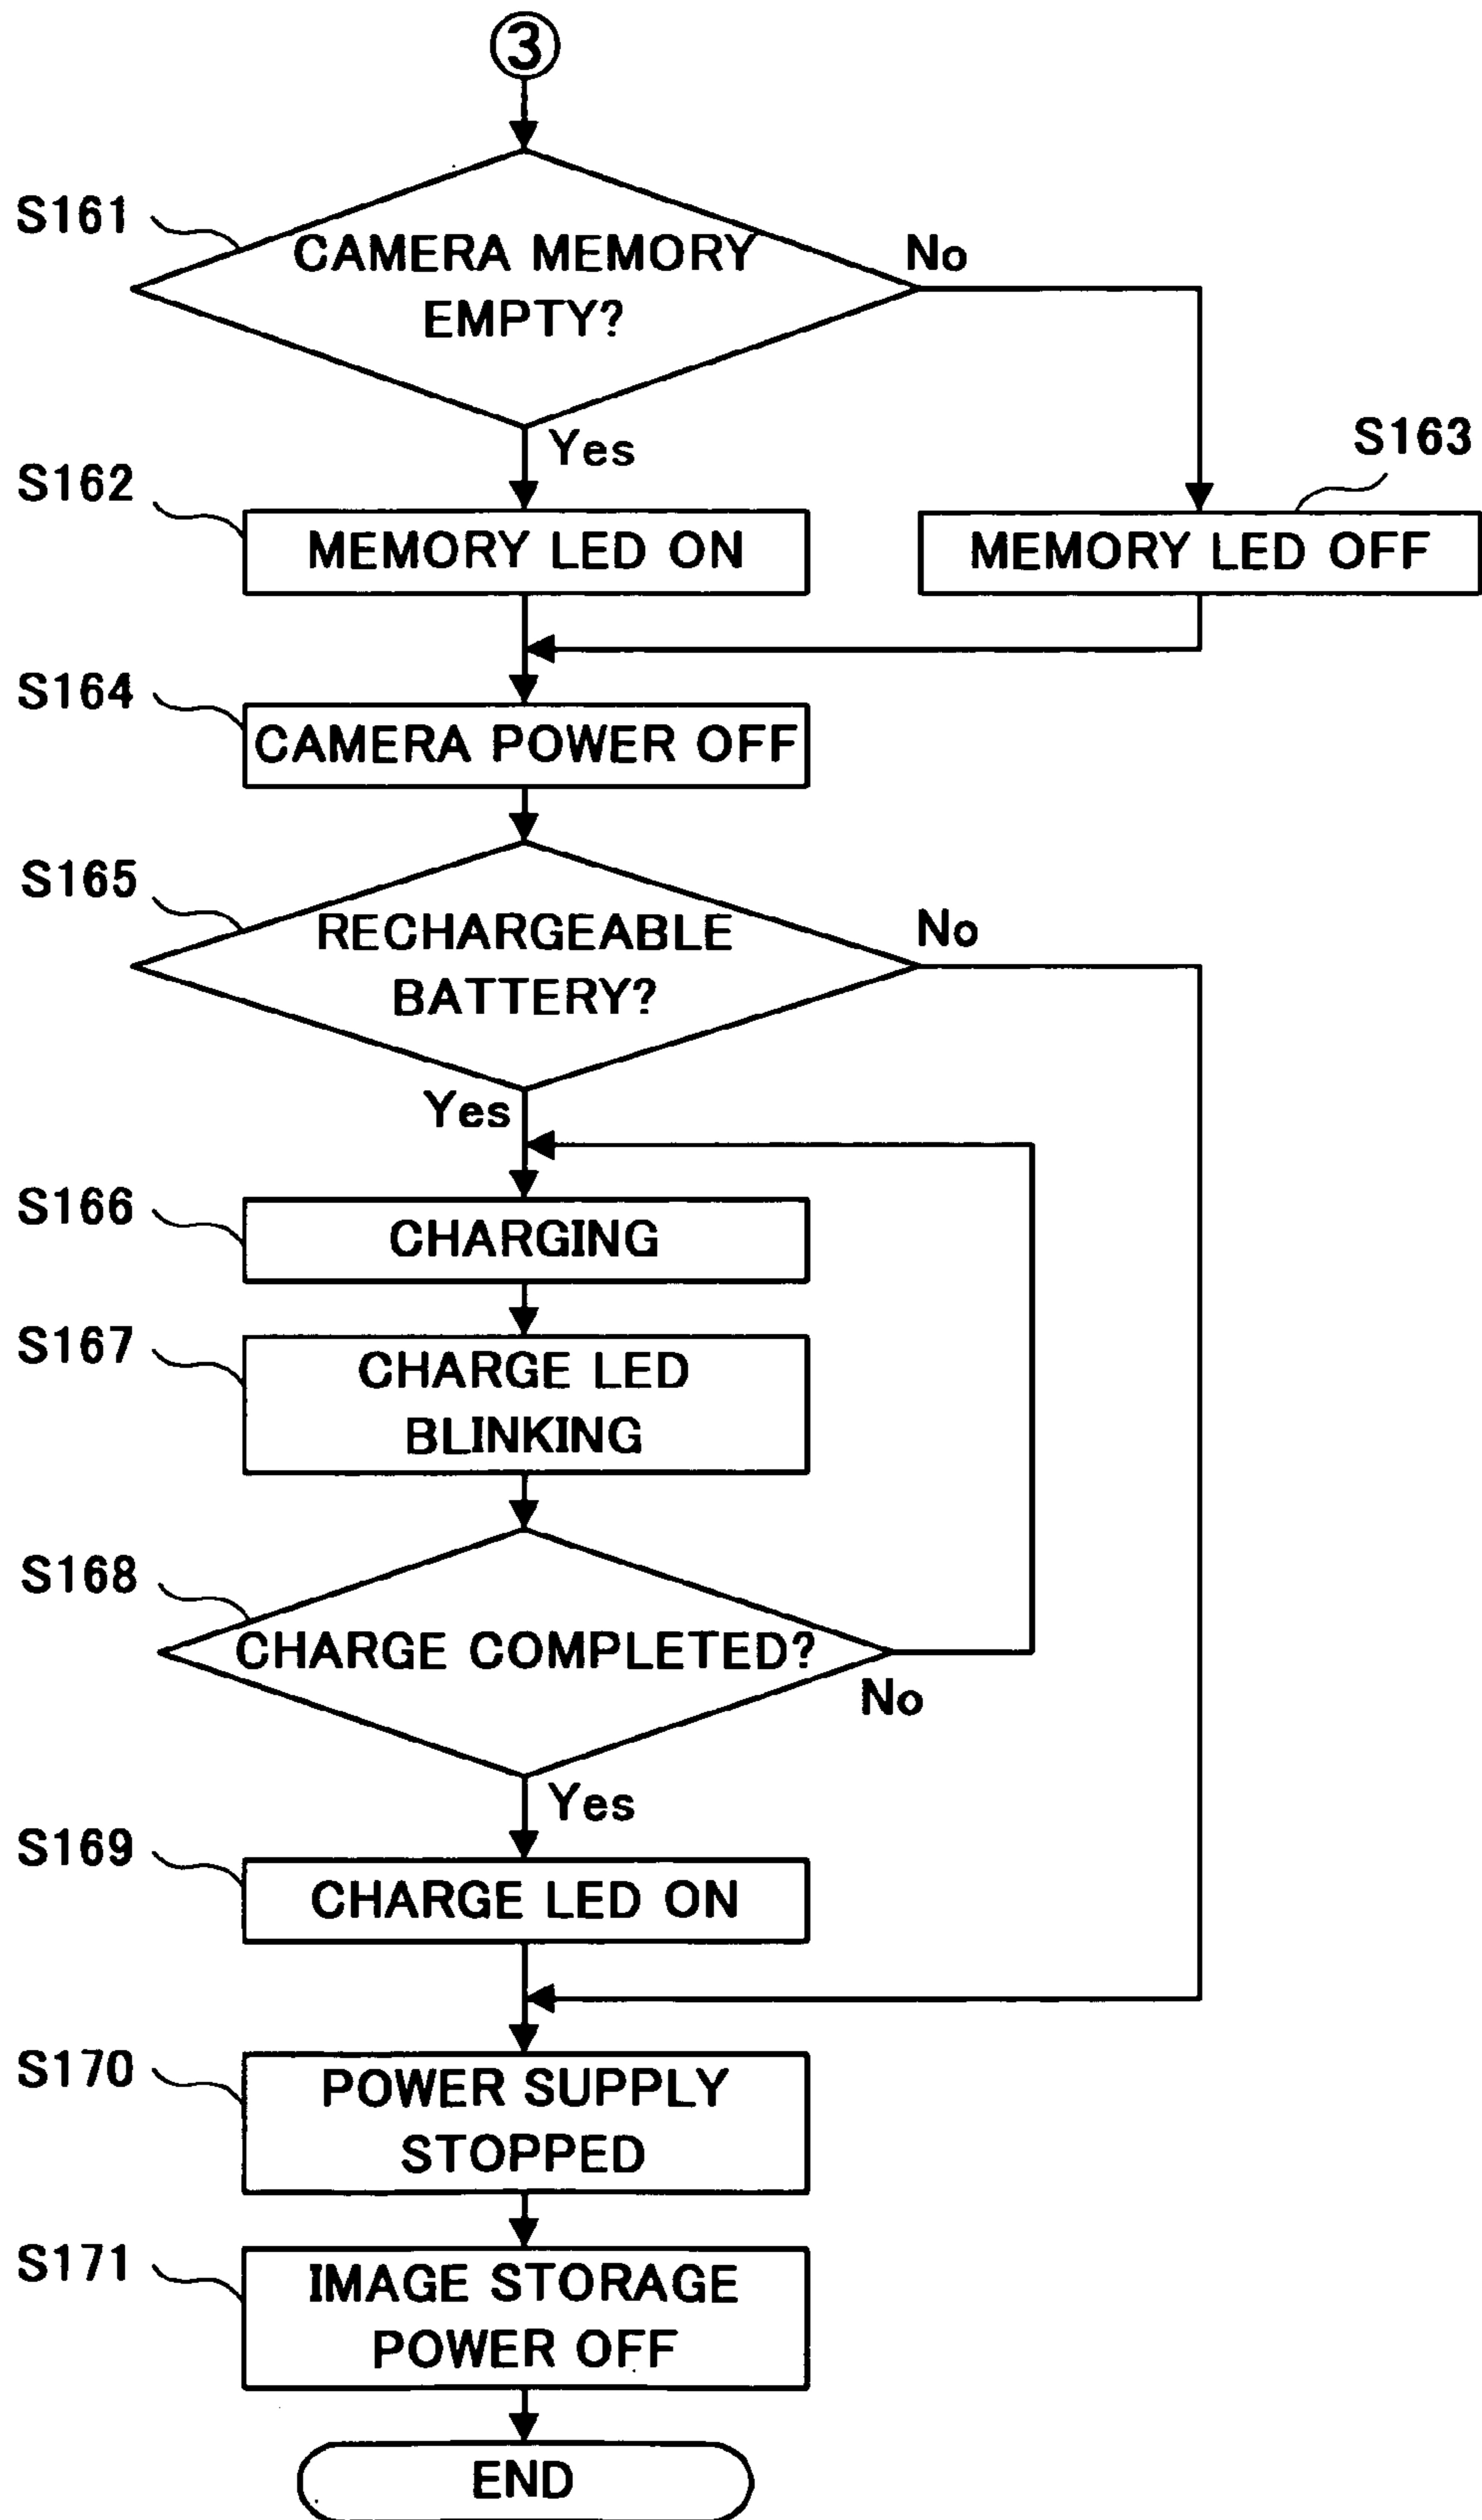 ③
S161
CAMERA MEMORY
EMPTY?
No
Yes
S162
MEMORY LED ON
S163
MEMORY LED OFF
S164
CAMERA POWER OFF
S165
RECHARGEABLE
BATTERY?
No
Yes
S166
CHARGING
S167
CHARGE LED
BLINKING
S168
CHARGE COMPLETED?
No
Yes
S169
CHARGE LED ON
S170
POWER SUPPLY
STOPPED
S171
IMAGE STORAGE
POWER OFF
END